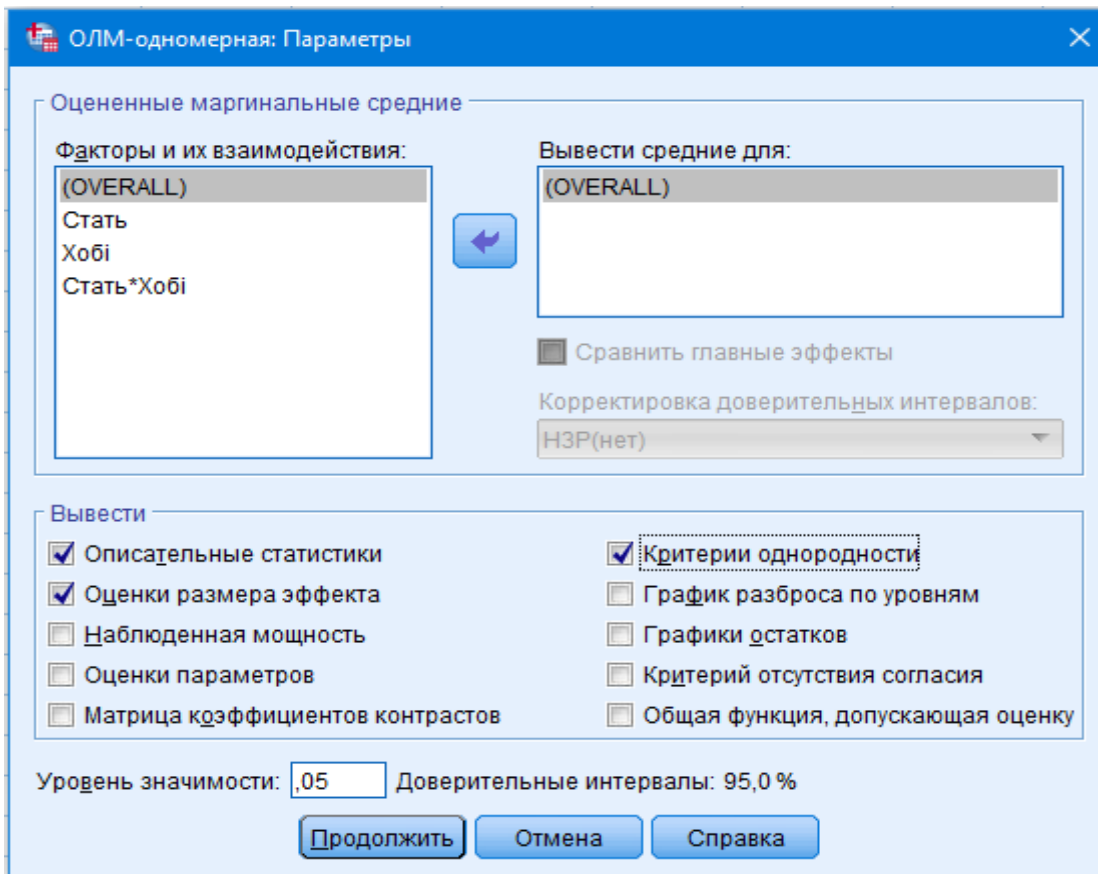 ОЛМ-одномерная: Параметры
Оцененные маргинальные средние
Факторы и их взаимодействия:
(OVERALL)
Стать
Хобі
Стать*Хобі
Вывести средние для:
(OVERALL)
Сравнить главные эффекты
Корректировка доверительных интервалов:
НЗР(нет)
Вывести
Описательные статистики
Оценки размера эффекта
Наблюденная мощность
Оценки параметров
Матрица коэффициентов контрастов
Критерии однородности
График разброса по уровням
Графики остатков
Критерий отсутствия согласия
Общая функция, допускающая оценку
Уровень значимости: ,05 Доверительные интервалы: 95,0 %
Продолжить Отмена Справка